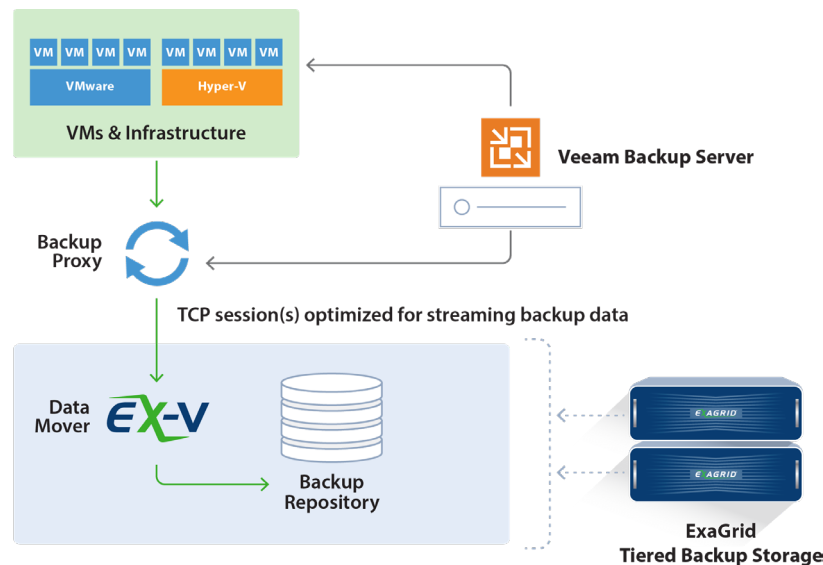 VM VM VM VM VM VM VM VM
VMware Hyper-V
VMs & Infrastructure
Veeam Backup Server
Backup
Proxy
TCP session(s) optimized for streaming backup data
Data
Mover
EX-V
Backup
Repository
EXAGRID
EXAGRID
ExaGrid
Tiered Backup Storage